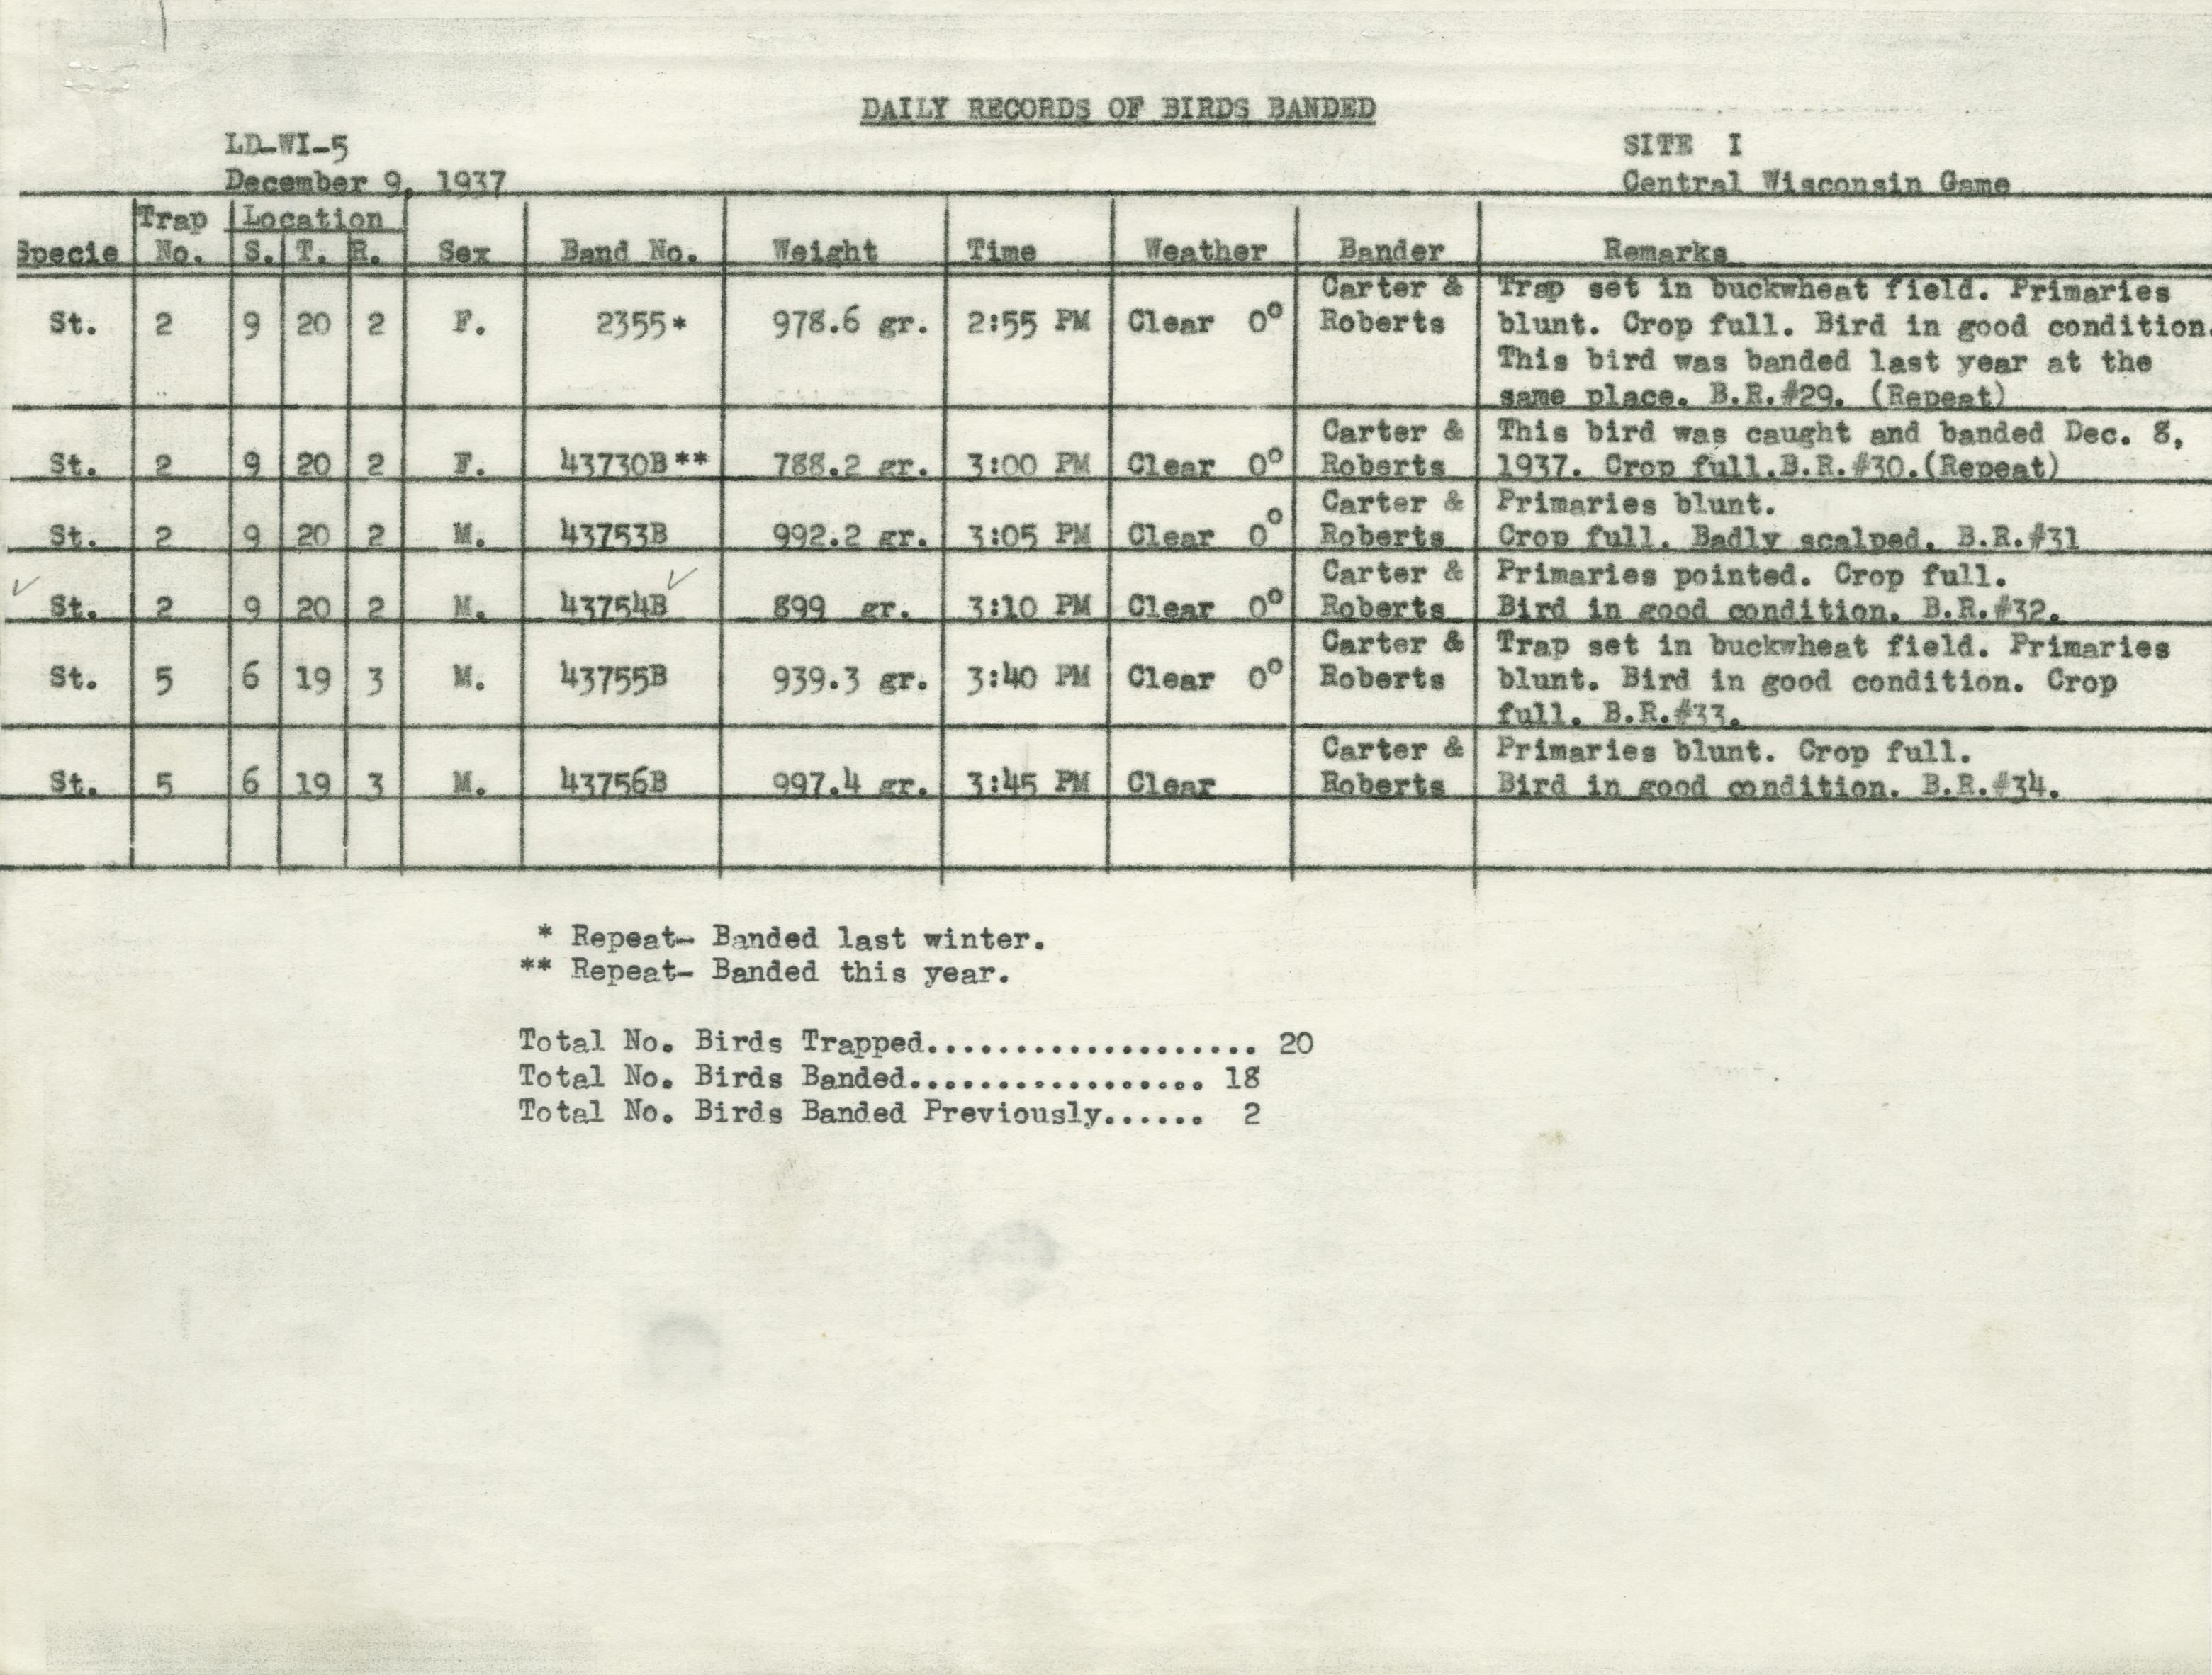 DAILY RECORDS OF BIRDS BANDED
LD-WI-5 SITE I
December 9, 1937 Central Wisconsin Game
Trap Location
Specie No. S. T. R. Sex Band No. Weight Time Weather Bander Remarks
Carter & Trap set in buckwheat field. Primaries
St. 2 9 20 2 F. 2355* 978.6 gr. 2:55 PM Clear 0° Roberts blunt. Crop full. Bird in good condition.
This bird was banded last year at the
same place. B.R.#29. (Repeat)
Carter & This bird was caught and banded Dec. 8,
St. 2 9 20 2 F. 43730B** 788.2 gr. 3:00 PM Clear 0° Roberts 1937. Crop full.B.R.#30.(Repeat)
Carter & Primaries blunt.
St. 2 9 20 2 M. 43753B 992.2 gr. 3:05 PM Clear 0° Roberts Crop full. Badly scalped. B.R.#31
Carter & Primaries pointed. Crop full.
✓ St. 2 9 20 2 M. 43754B ✓ 899 gr. 3:10 PM Clear 0° Roberts Bird in good condition. B.R.#32.
Carter & Trap set in buckwheat field. Primaries
St. 5 6 19 3 M. 43755B 939.3 gr. 3:40 PM Clear 0° Roberts blunt. Bird in good condition. Crop
full. B.R.#33.
Carter & Primaries blunt. Crop full.
St. 5 6 19 3 M. 43756B 997.4 gr. 3:45 PM Clear Roberts Bird in good condition. B.R.#34.
* Repeat- Banded last winter.
** Repeat- Banded this year.
Total No. Birds Trapped................... 20
Total No. Birds Banded................. 18
Total No. Birds Banded Previously...... 2